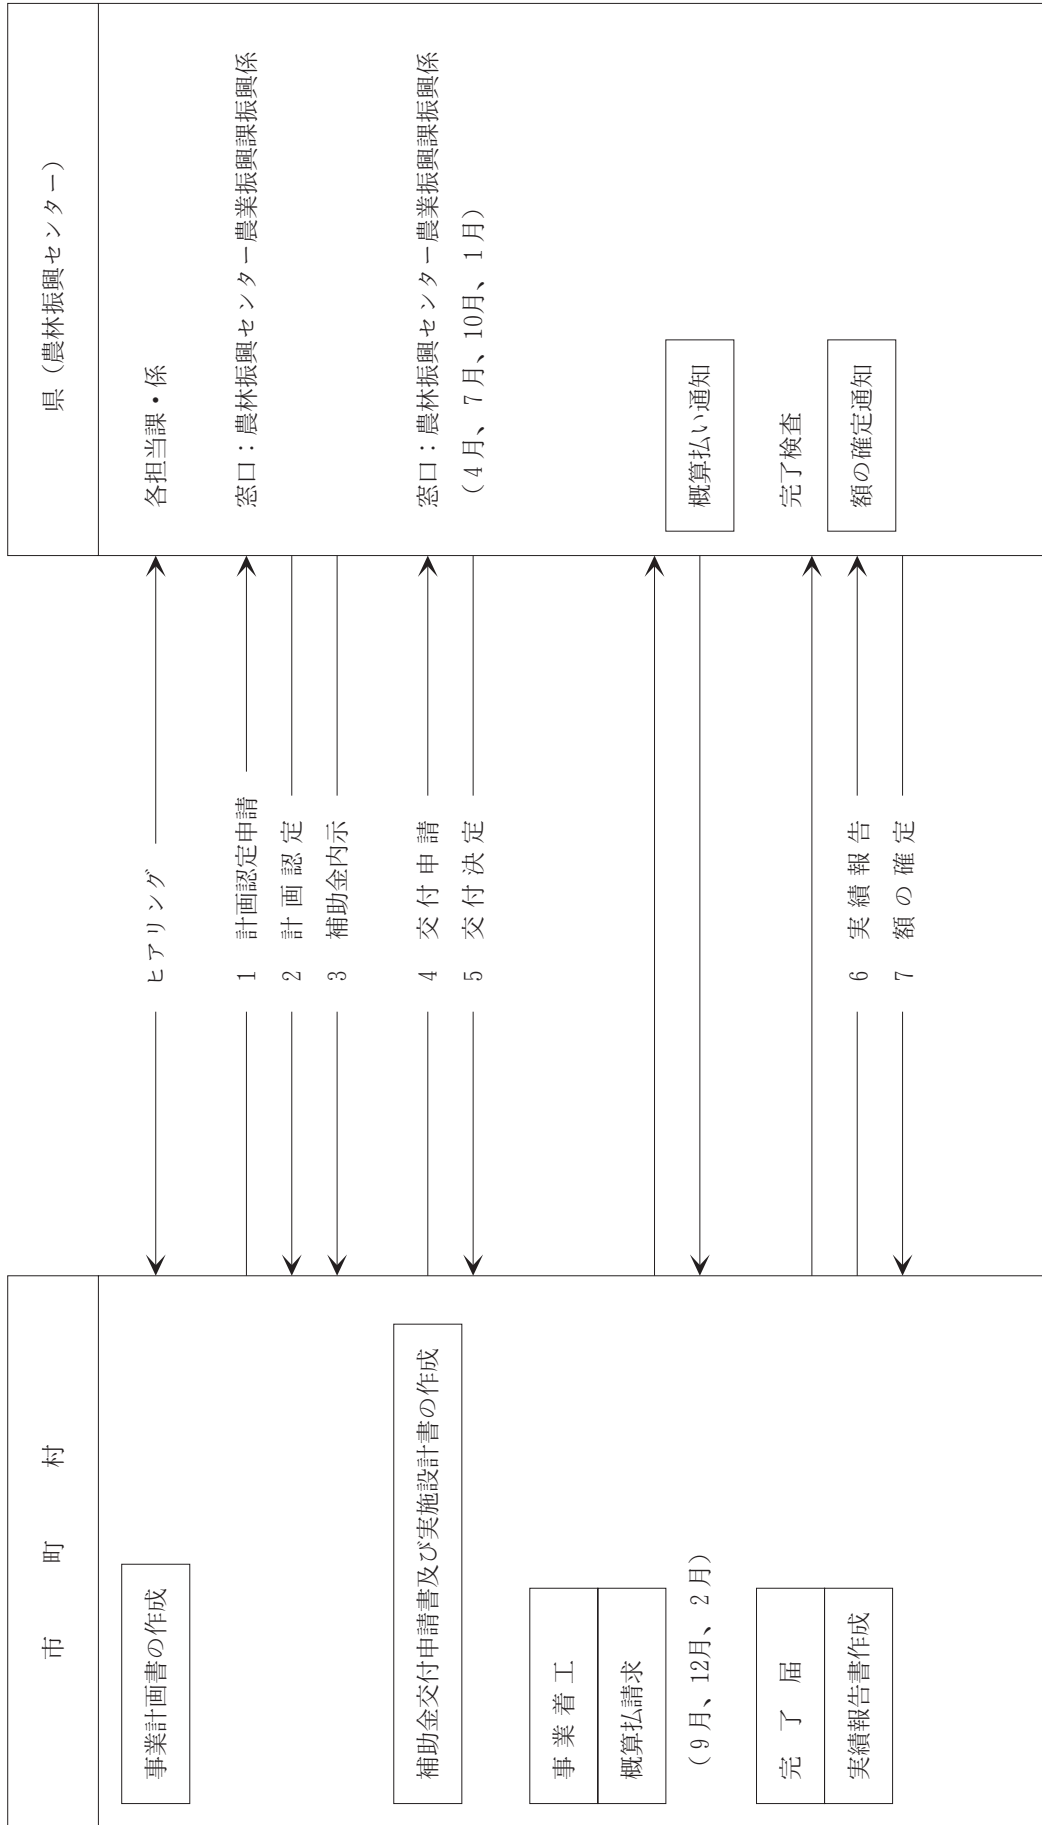 市　　町　　村
県（農林振興センター）
事業計画書の作成
ヒアリング
各担当課・係
1　計画認定申請
窓口：農林振興センター農業振興課振興係
2　計 画 認 定
3　補助金内示
補助金交付申請書及び実施設計書の作成
4　交 付 申 請
窓口：農林振興センター農業振興課振興係
5　交 付 決 定
（４月、７月、10月、１月）
事 業 着 工
概算払請求
（９月、12月、２月）
概算払い通知
完　了　届
完了検査
実績報告書作成
6　実 績 報 告
額の確定通知
7　額 の 確 定